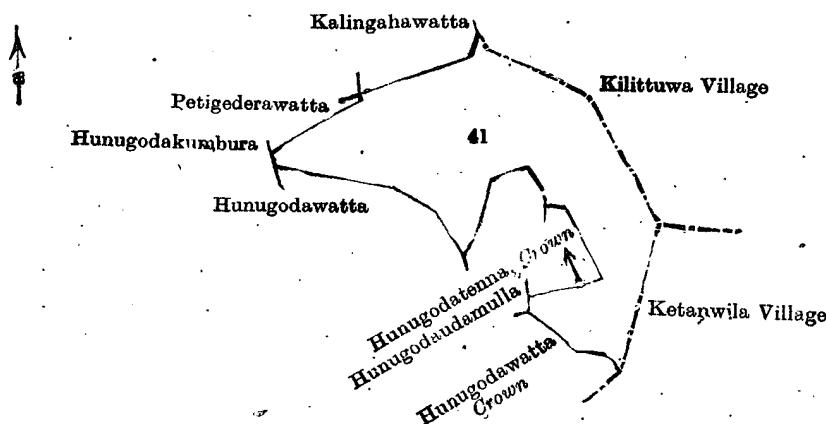 Kalingahawatta
Kilittuwa Village
Petigederawatta
41
Hunugodakumbura
Hunugodawatta
Hunugodatenna, Crown
Hunugodaudamulla
Ketanwila Village
Hunugodawatta
Crown